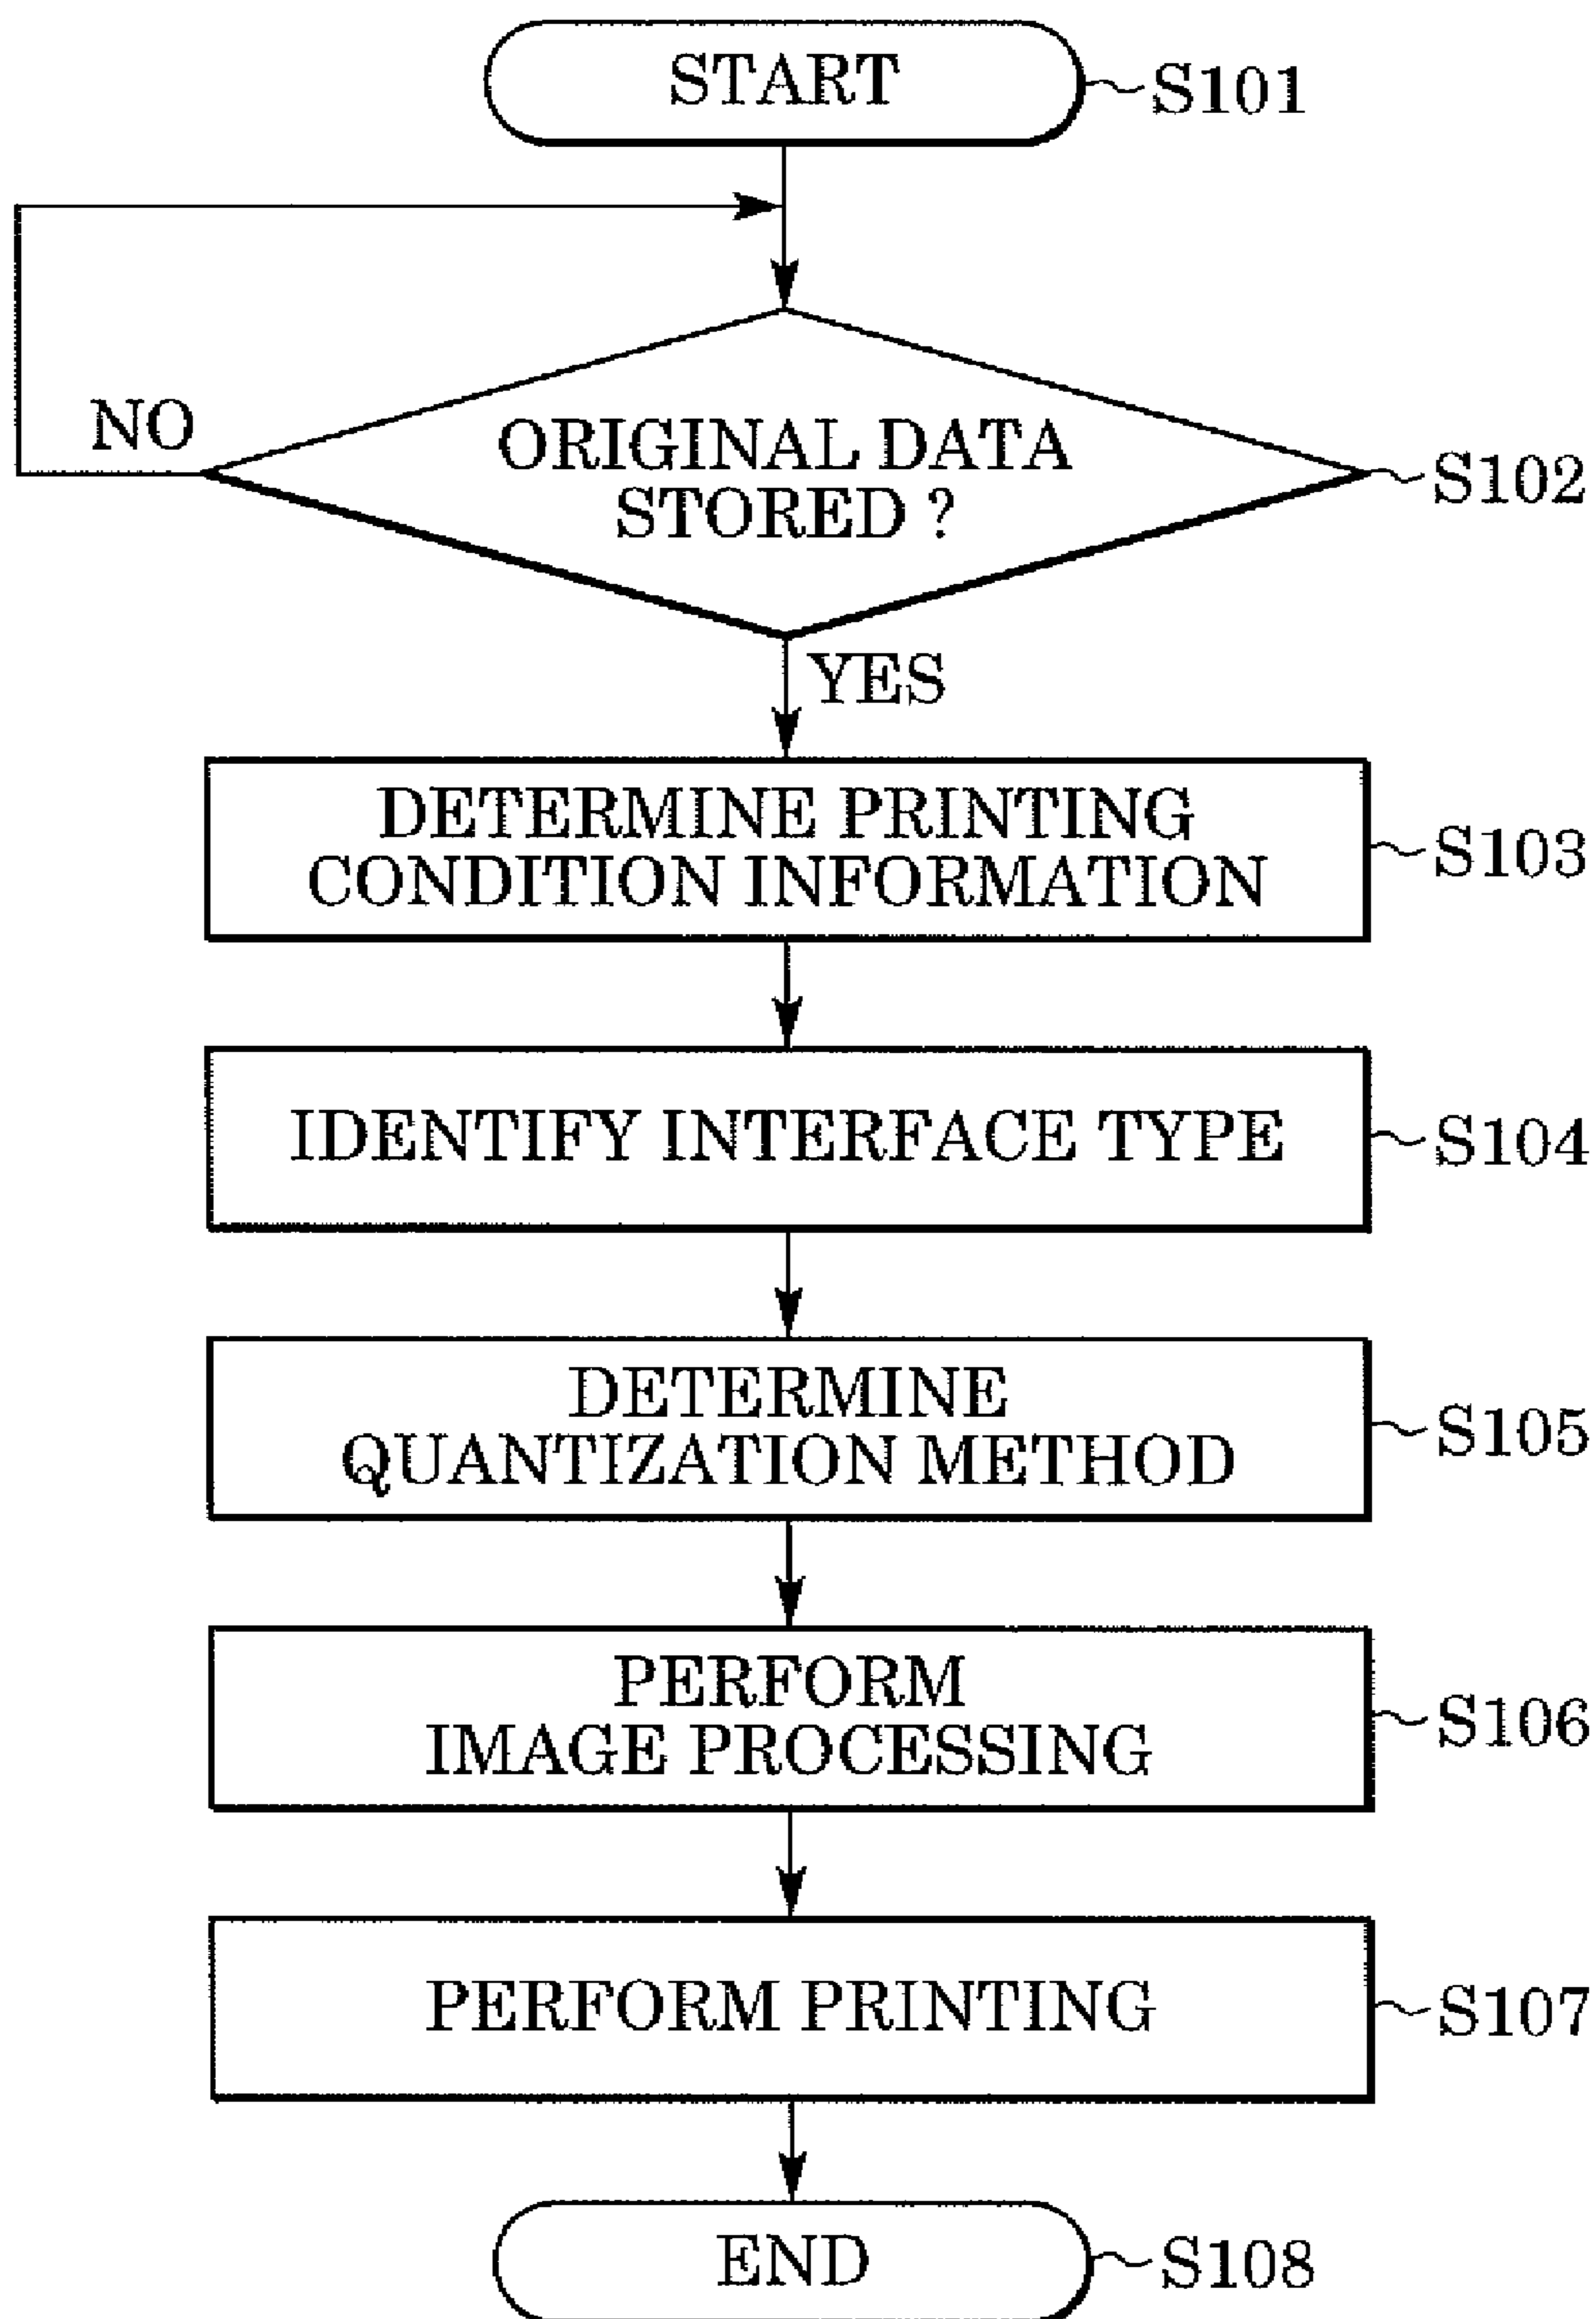 START
S101
NO
ORIGINAL DATA
STORED ?
S102
YES
DETERMINE PRINTING
CONDITION INFORMATION
S103
IDENTIFY INTERFACE TYPE
S104
DETERMINE
QUANTIZATION METHOD
S105
PERFORM
IMAGE PROCESSING
S106
PERFORM PRINTING
S107
END
S108